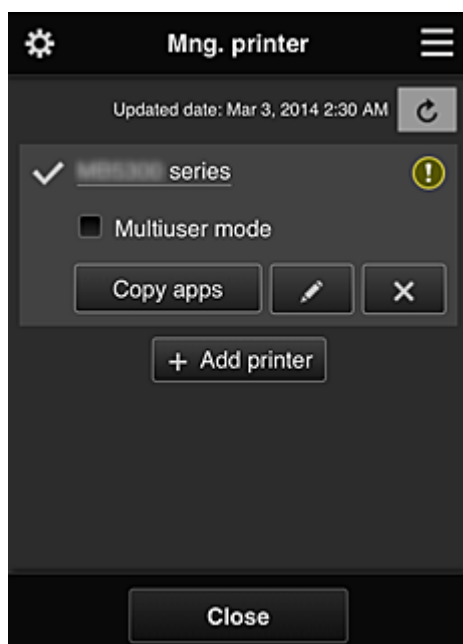 Mng. printer
Updated date: Mar 3, 2014 2:30 AM
series
Multiuser mode
Copy apps
+ Add printer
Close